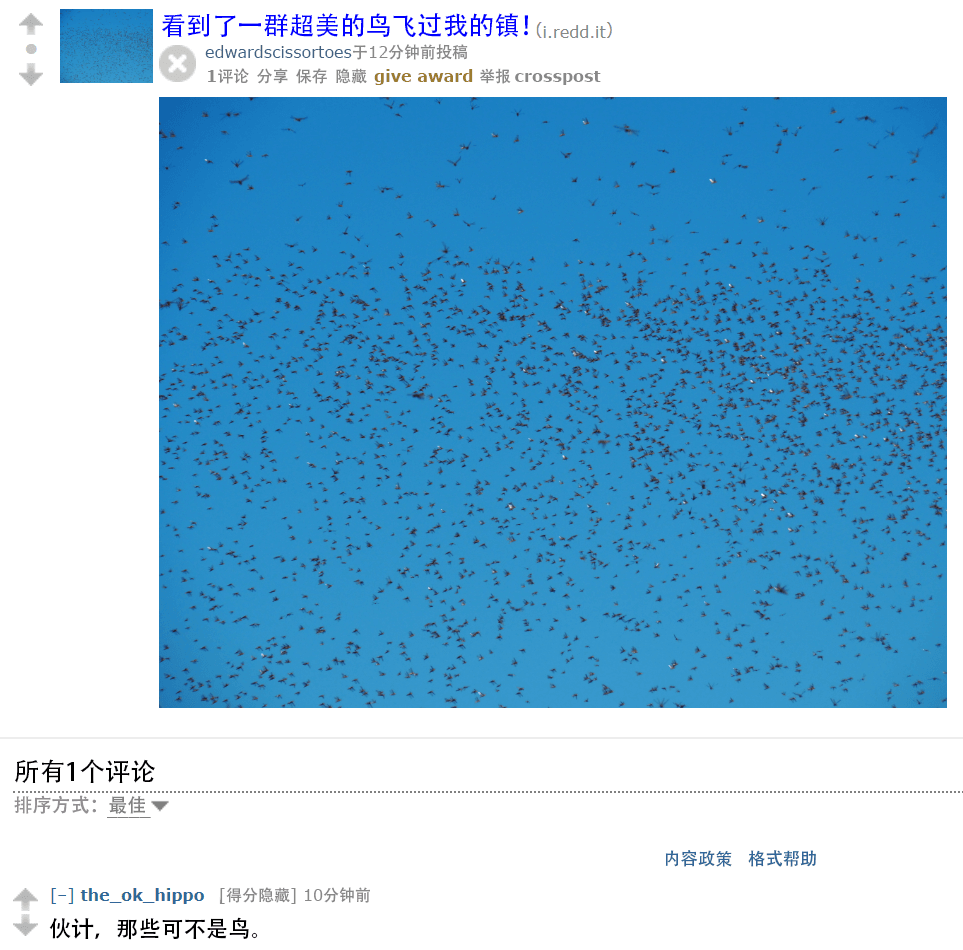 看到了一群超美的鸟飞过我的镇！(i.redd.it)
edwardscissortoes于12分钟前投稿
1评论 分享 保存 隐藏 give award 举报 crosspost
所有1个评论
排序方式：最佳
内容政策 格式帮助
[–] the_ok_hippo [得分隐藏] 10分钟前
伙计，那些可不是鸟。